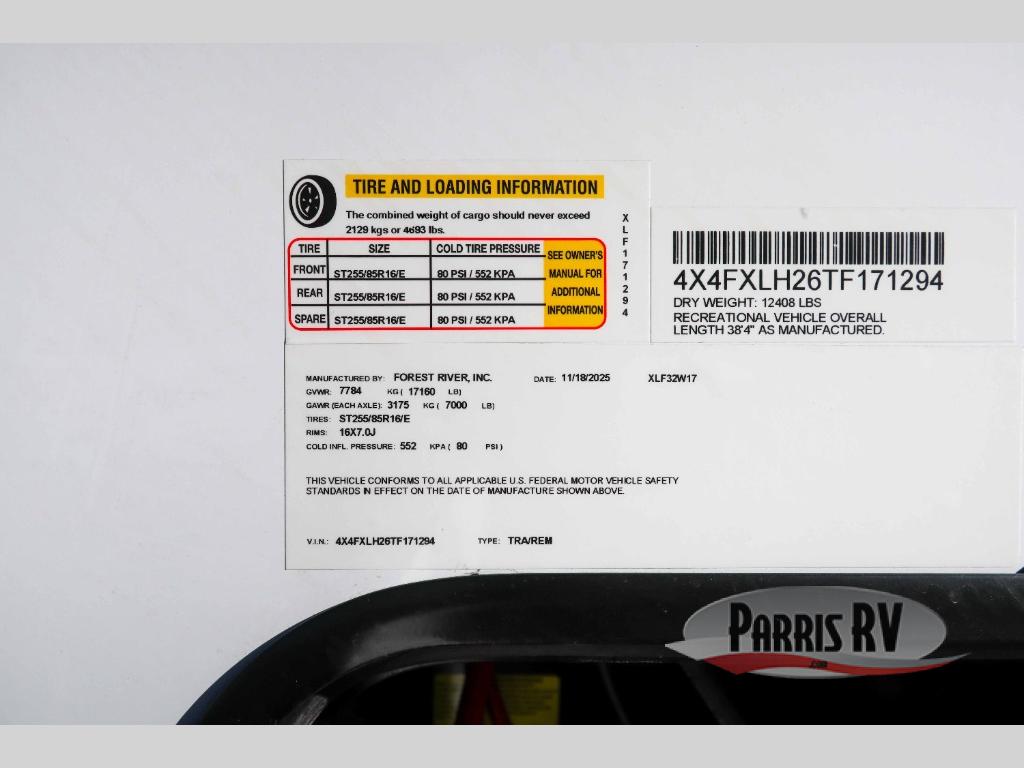 TIRE AND LOADING INFORMATION
The combined weight of cargo should never exceed
2129 kgs or 4693 lbs.
TIRE SIZE COLD TIRE PRESSURE SEE OWNER'S MANUAL FOR ADDITIONAL INFORMATION
FRONT ST255/85R16/E 80 PSI / 552 KPA
REAR ST255/85R16/E 80 PSI / 552 KPA
SPARE ST255/85R16/E 80 PSI / 552 KPA
XLF171294
4X4FXLH26TF171294
DRY WEIGHT: 12408 LBS
RECREATIONAL VEHICLE OVERALL
LENGTH 38'4" AS MANUFACTURED.
MANUFACTURED BY: FOREST RIVER, INC. DATE: 11/18/2025 XLF32W17
GVWR: 7784 KG ( 17160 LB)
GAWR (EACH AXLE): 3175 KG ( 7000 LB)
TIRES: ST255/85R16/E
RIMS: 16X7.0J
COLD INFL. PRESSURE: 552 KPA ( 80 PSI )
THIS VEHICLE CONFORMS TO ALL APPLICABLE U.S. FEDERAL MOTOR VEHICLE SAFETY
STANDARDS IN EFFECT ON THE DATE OF MANUFACTURE SHOWN ABOVE.
V.I.N.: 4X4FXLH26TF171294 TYPE: TRA/REM
PARRIS RV
.com